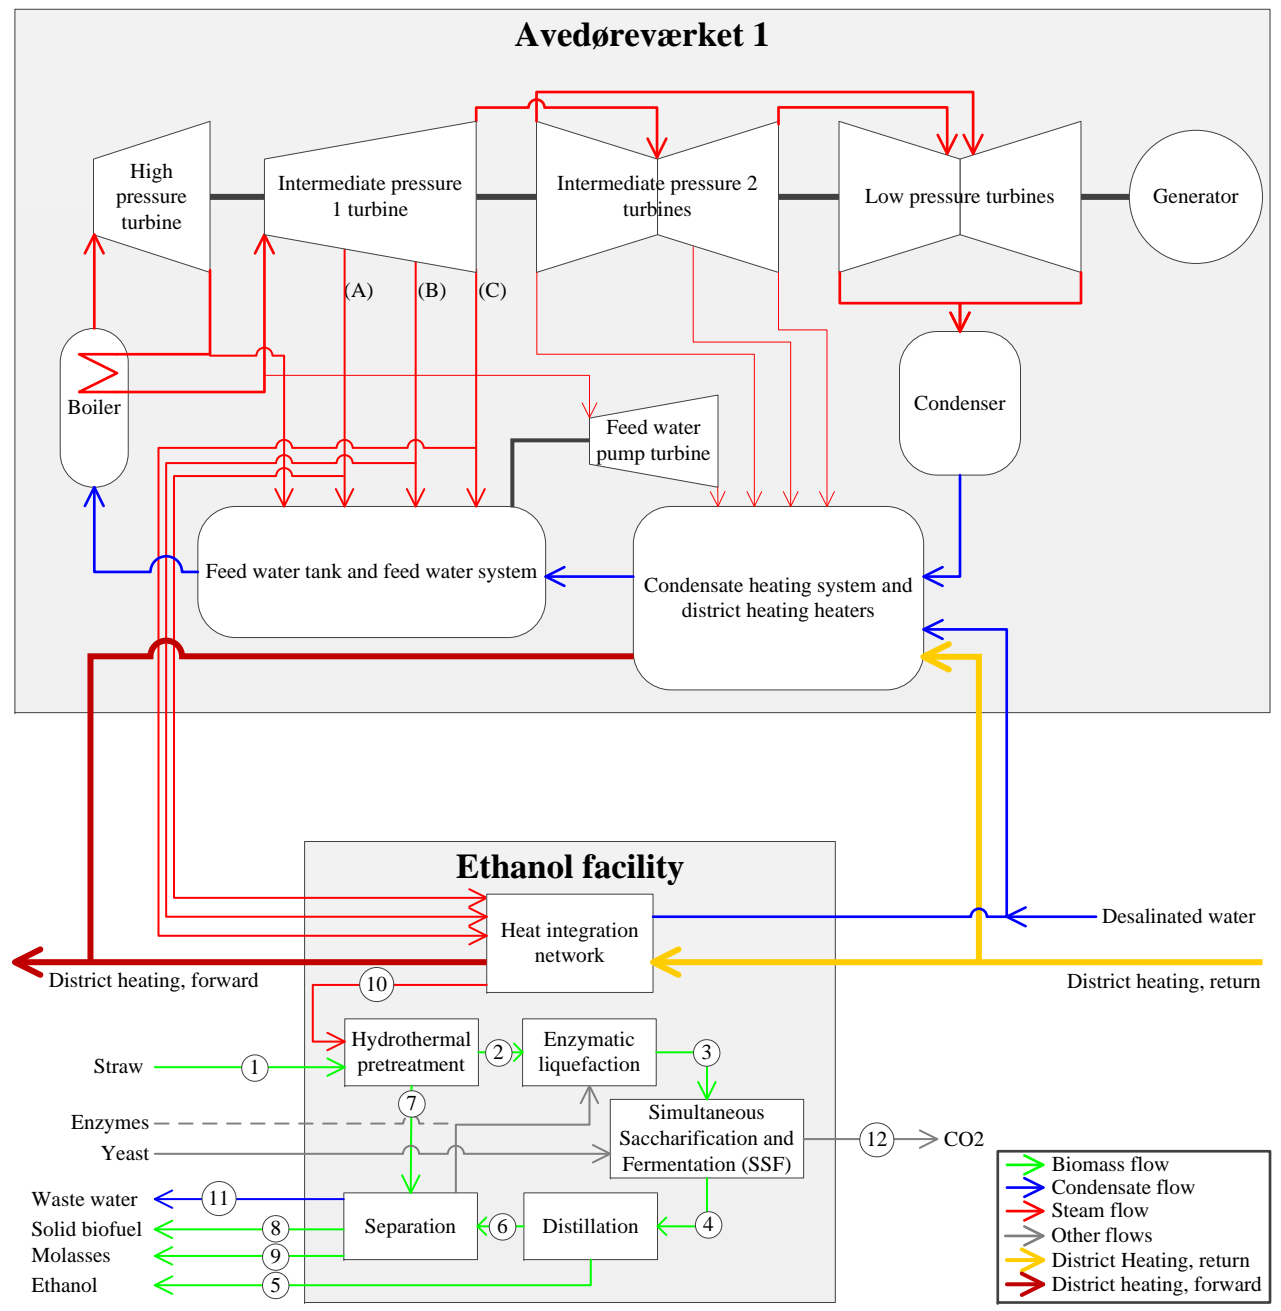 Avedøreværket 1
High
pressure
turbine
Intermediate pressure
1 turbine
Intermediate pressure 2
turbines
Low pressure turbines
Generator
(A)
(B)
(C)
Boiler
Condenser
Feed water
pump turbine
Feed water tank and feed water system
Condensate heating system and
district heating heaters
Ethanol facility
Heat integration
network
Desalinated water
District heating, forward
District heating, return
10
Hydrothermal
pretreatment
2
Enzymatic
liquefaction
3
Straw
1
7
Enzymes
Yeast
Simultaneous
Saccharification and
Fermentation (SSF)
12
CO2
Waste water
11
Solid biofuel
8
Molasses
9
Ethanol
5
Separation
6
Distillation
4
Biomass flow
Condensate flow
Steam flow
Other flows
District Heating, return
District heating, forward